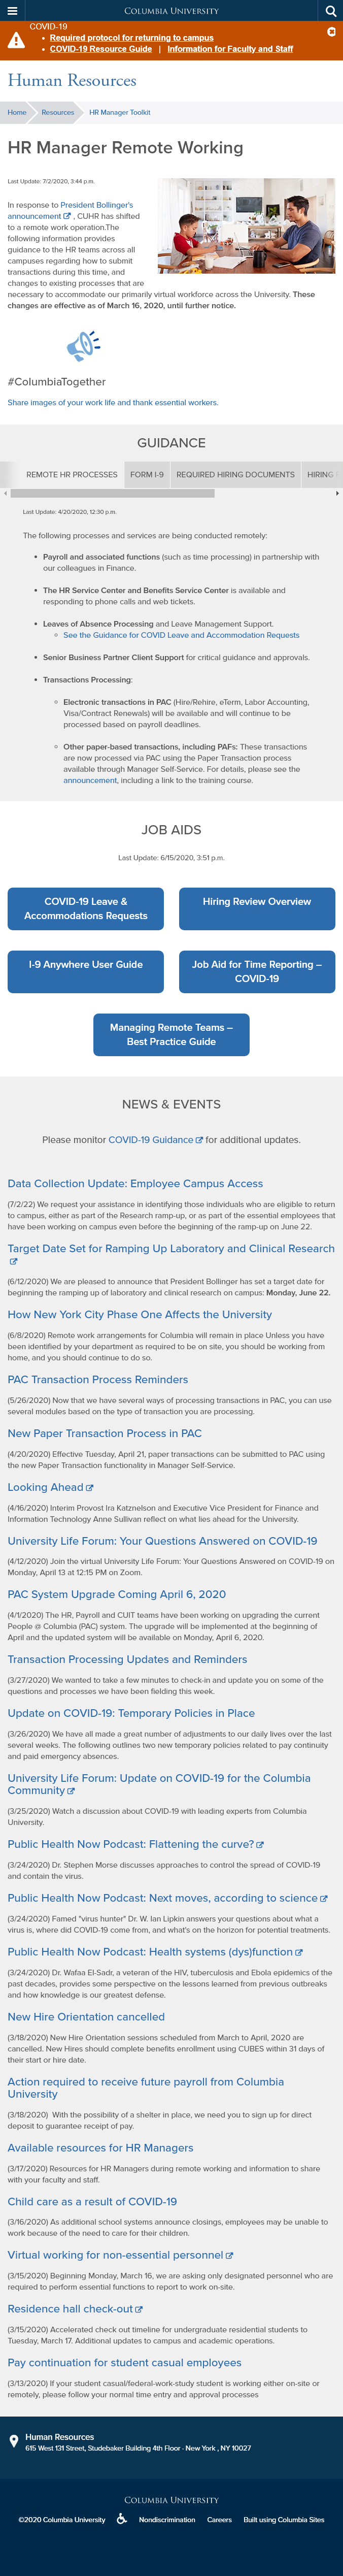 COLUMBIA UNIVERSITY
COVID-19
Required protocol for returning to campus
COVID-19 Resource Guide | Information for Faculty and Staff
Human Resources
Home Resources HR Manager Toolkit
HR Manager Remote Working
Last Update: 7/2/2020, 3:44 p.m.
In response to President Bollinger's
announcement , CUHR has shifted
to a remote work operation.The
following information provides
guidance to the HR teams across all
campuses regarding how to submit
transactions during this time, and
changes to existing processes that are
necessary to accommodate our primarily virtual workforce across the University. These
changes are effective as of March 16, 2020, until further notice.
#ColumbiaTogether
Share images of your work life and thank essential workers.
GUIDANCE
REMOTE HR PROCESSES FORM I-9 REQUIRED HIRING DOCUMENTS HIRING
Last Update: 4/20/2020, 12:30 p.m.
The following processes and services are being conducted remotely:
Payroll and associated functions (such as time processing) in partnership with
our colleagues in Finance.
The HR Service Center and Benefits Service Center is available and
responding to phone calls and web tickets.
Leaves of Absence Processing and Leave Management Support.
See the Guidance for COVID Leave and Accommodation Requests
Senior Business Partner Client Support for critical guidance and approvals.
Transactions Processing:
Electronic transactions in PAC (Hire/Rehire, eTerm, Labor Accounting,
Visa/Contract Renewals) will be available and will continue to be
processed based on payroll deadlines.
Other paper-based transactions, including PAFs: These transactions
are now processed via PAC using the Paper Transaction process
available through Manager Self-Service. For details, please see the
announcement, including a link to the training course.
JOB AIDS
Last Update: 6/15/2020, 3:51 p.m.
COVID-19 Leave &
Accommodations Requests
Hiring Review Overview
I-9 Anywhere User Guide
Job Aid for Time Reporting –
COVID-19
Managing Remote Teams –
Best Practice Guide
NEWS & EVENTS
Please monitor COVID-19 Guidance for additional updates.
Data Collection Update: Employee Campus Access
(7/2/22) We request your assistance in identifying those individuals who are eligible to return
to campus, either as part of the Research ramp-up, or as part of the essential employees that
have been working on campus even before the beginning of the ramp-up on June 22.
Target Date Set for Ramping Up Laboratory and Clinical Research
(6/12/2020) We are pleased to announce that President Bollinger has set a target date for
beginning the ramping up of laboratory and clinical research on campus: Monday, June 22.
How New York City Phase One Affects the University
(6/8/2020) Remote work arrangements for Columbia will remain in place Unless you have
been identified by your department as required to be on site, you should be working from
home, and you should continue to do so.
PAC Transaction Process Reminders
(5/26/2020) Now that we have several ways of processing transactions in PAC, you can use
several modules based on the type of transaction you are processing.
New Paper Transaction Process in PAC
(4/20/2020) Effective Tuesday, April 21, paper transactions can be submitted to PAC using
the new Paper Transaction functionality in Manager Self-Service.
Looking Ahead
(4/16/2020) Interim Provost Ira Katznelson and Executive Vice President for Finance and
Information Technology Anne Sullivan reflect on what lies ahead for the University.
University Life Forum: Your Questions Answered on COVID-19
(4/12/2020) Join the virtual University Life Forum: Your Questions Answered on COVID-19 on
Monday, April 13 at 12:15 PM on Zoom.
PAC System Upgrade Coming April 6, 2020
(4/1/2020) The HR, Payroll and CUIT teams have been working on upgrading the current
People @ Columbia (PAC) system. The upgrade will be implemented at the beginning of
April and the updated system will be available on Monday, April 6, 2020.
Transaction Processing Updates and Reminders
(3/27/2020) We wanted to take a few minutes to check-in and update you on some of the
questions and procedures we have been fielding this week.
Update on COVID-19: Temporary Policies in Place
(3/26/2020) We have all made a great number of adjustments to our daily lives over the last
several weeks. The following outlines two new temporary policies related to pay continuity
and paid emergency absences.
University Life Forum: Update on COVID-19 for the Columbia
Community
(3/25/2020) Watch a discussion about COVID-19 with leading experts from Columbia
University.
Public Health Now Podcast: Flattening the curve?
(3/24/2020) Dr. Stephen Morse discusses approaches to control the spread of COVID-19
and contain the virus.
Public Health Now Podcast: Next moves, according to science
(3/24/2020) Famed "virus hunter" Dr. W. Ian Lipkin answers your questions about what a
virus is, where did COVID-19 come from, and what's on the horizon for potential treatments.
Public Health Now Podcast: Health systems (dys)function
(3/24/2020) Dr. Wafaa El-Sadr, a veteran of the HIV, tuberculosis and Ebola epidemics of the
past decades, provides some perspective on the lessons learned from previous outbreaks
and how knowledge is our greatest defense.
New Hire Orientation cancelled
(3/18/2020) New Hire Orientation sessions scheduled from March to April, 2020 are
cancelled. New Hires should complete benefits enrollment using CUBES within 31 days of
their start or hire date.
Action required to receive future payroll from Columbia
University
(3/18/2020) With the possibility of a shelter in place, we need you to sign up for direct
deposit to guarantee receipt of pay.
Available resources for HR Managers
(3/17/2020) Resources for HR Managers during remote working and information to share
with your faculty and staff.
Child care as a result of COVID-19
(3/16/2020) As additional school systems announce closings, employees may be unable to
work because of the need to care for their children.
Virtual working for non-essential personnel
(3/15/2020) Beginning Monday, March 16, we are asking only designated personnel who are
required to perform essential functions to report to work on-site.
Residence hall check-out
(3/15/2020) Accelerated check out timeline for undergraduate residential students to
Tuesday, March 17. Additional updates to campus and academic operations.
Pay continuation for student casual employees
(3/13/2020) If your student casual/federal-work-study student is working either on-site or
remotely, please follow your normal time entry and approval processes
Human Resources
615 West 131 Street, Studebaker Building 4th Floor · New York , NY 10027
COLUMBIA UNIVERSITY
©2020 Columbia University Nondiscrimination Careers Built using Columbia Sites